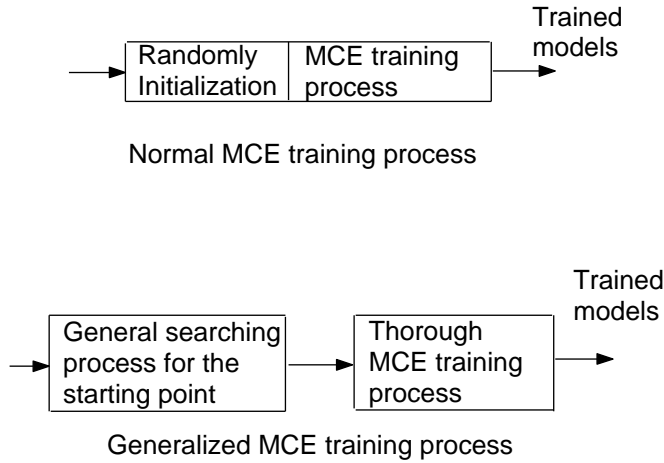 Trained
models
Randomly
Initialization
MCE training
process
Normal MCE training process
Trained
models
General searching
process for the
starting point
Thorough
MCE training
process
Generalized MCE training process